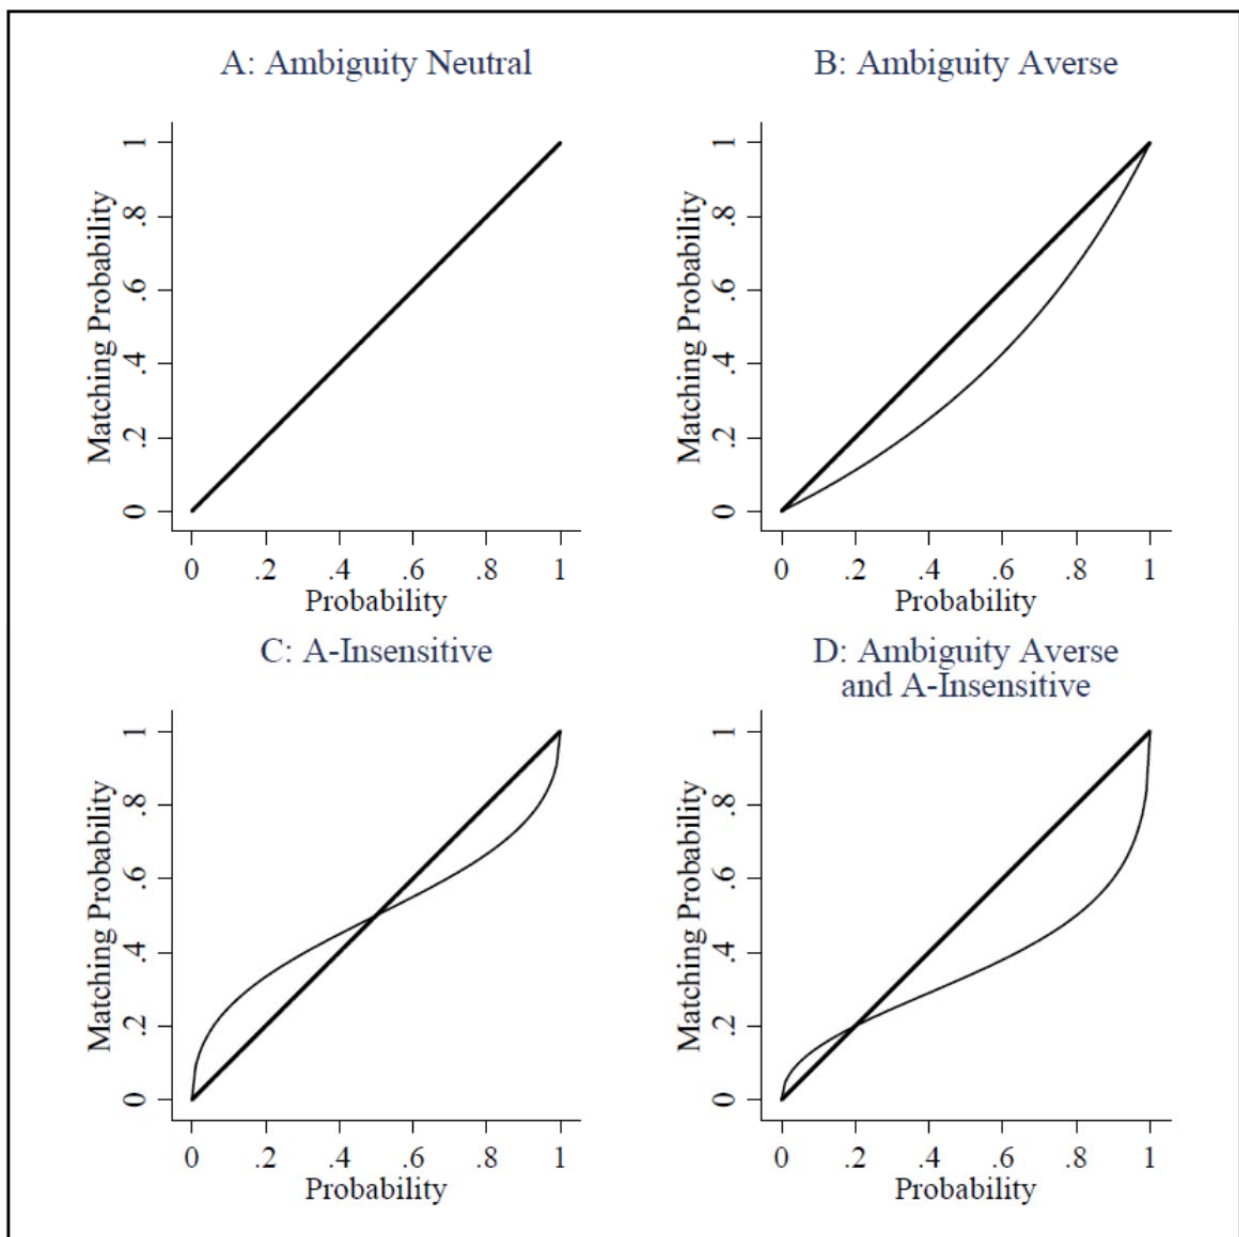 A: Ambiguity Neutral
Matching Probability
1
.8
.6
.4
.2
0
0 .2 .4 .6 .8 1
Probability
B: Ambiguity Averse
Matching Probability
1
.8
.6
.4
.2
0
0 .2 .4 .6 .8 1
Probability
C: A-Insensitive
Matching Probability
1
.8
.6
.4
.2
0
0 .2 .4 .6 .8 1
Probability
D: Ambiguity Averse
and A-Insensitive
Matching Probability
1
.8
.6
.4
.2
0
0 .2 .4 .6 .8 1
Probability